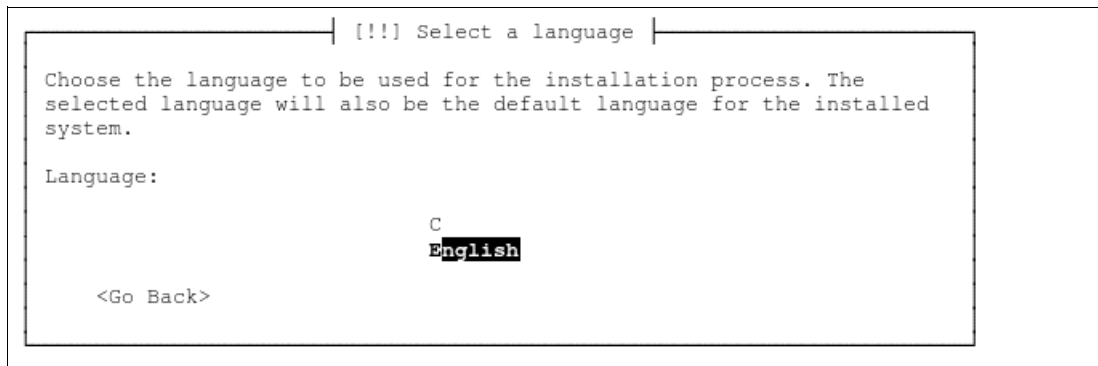 [!!] Select a language
Choose the language to be used for the installation process. The
selected language will also be the default language for the installed
system.
Language:
C
English
<Go Back>